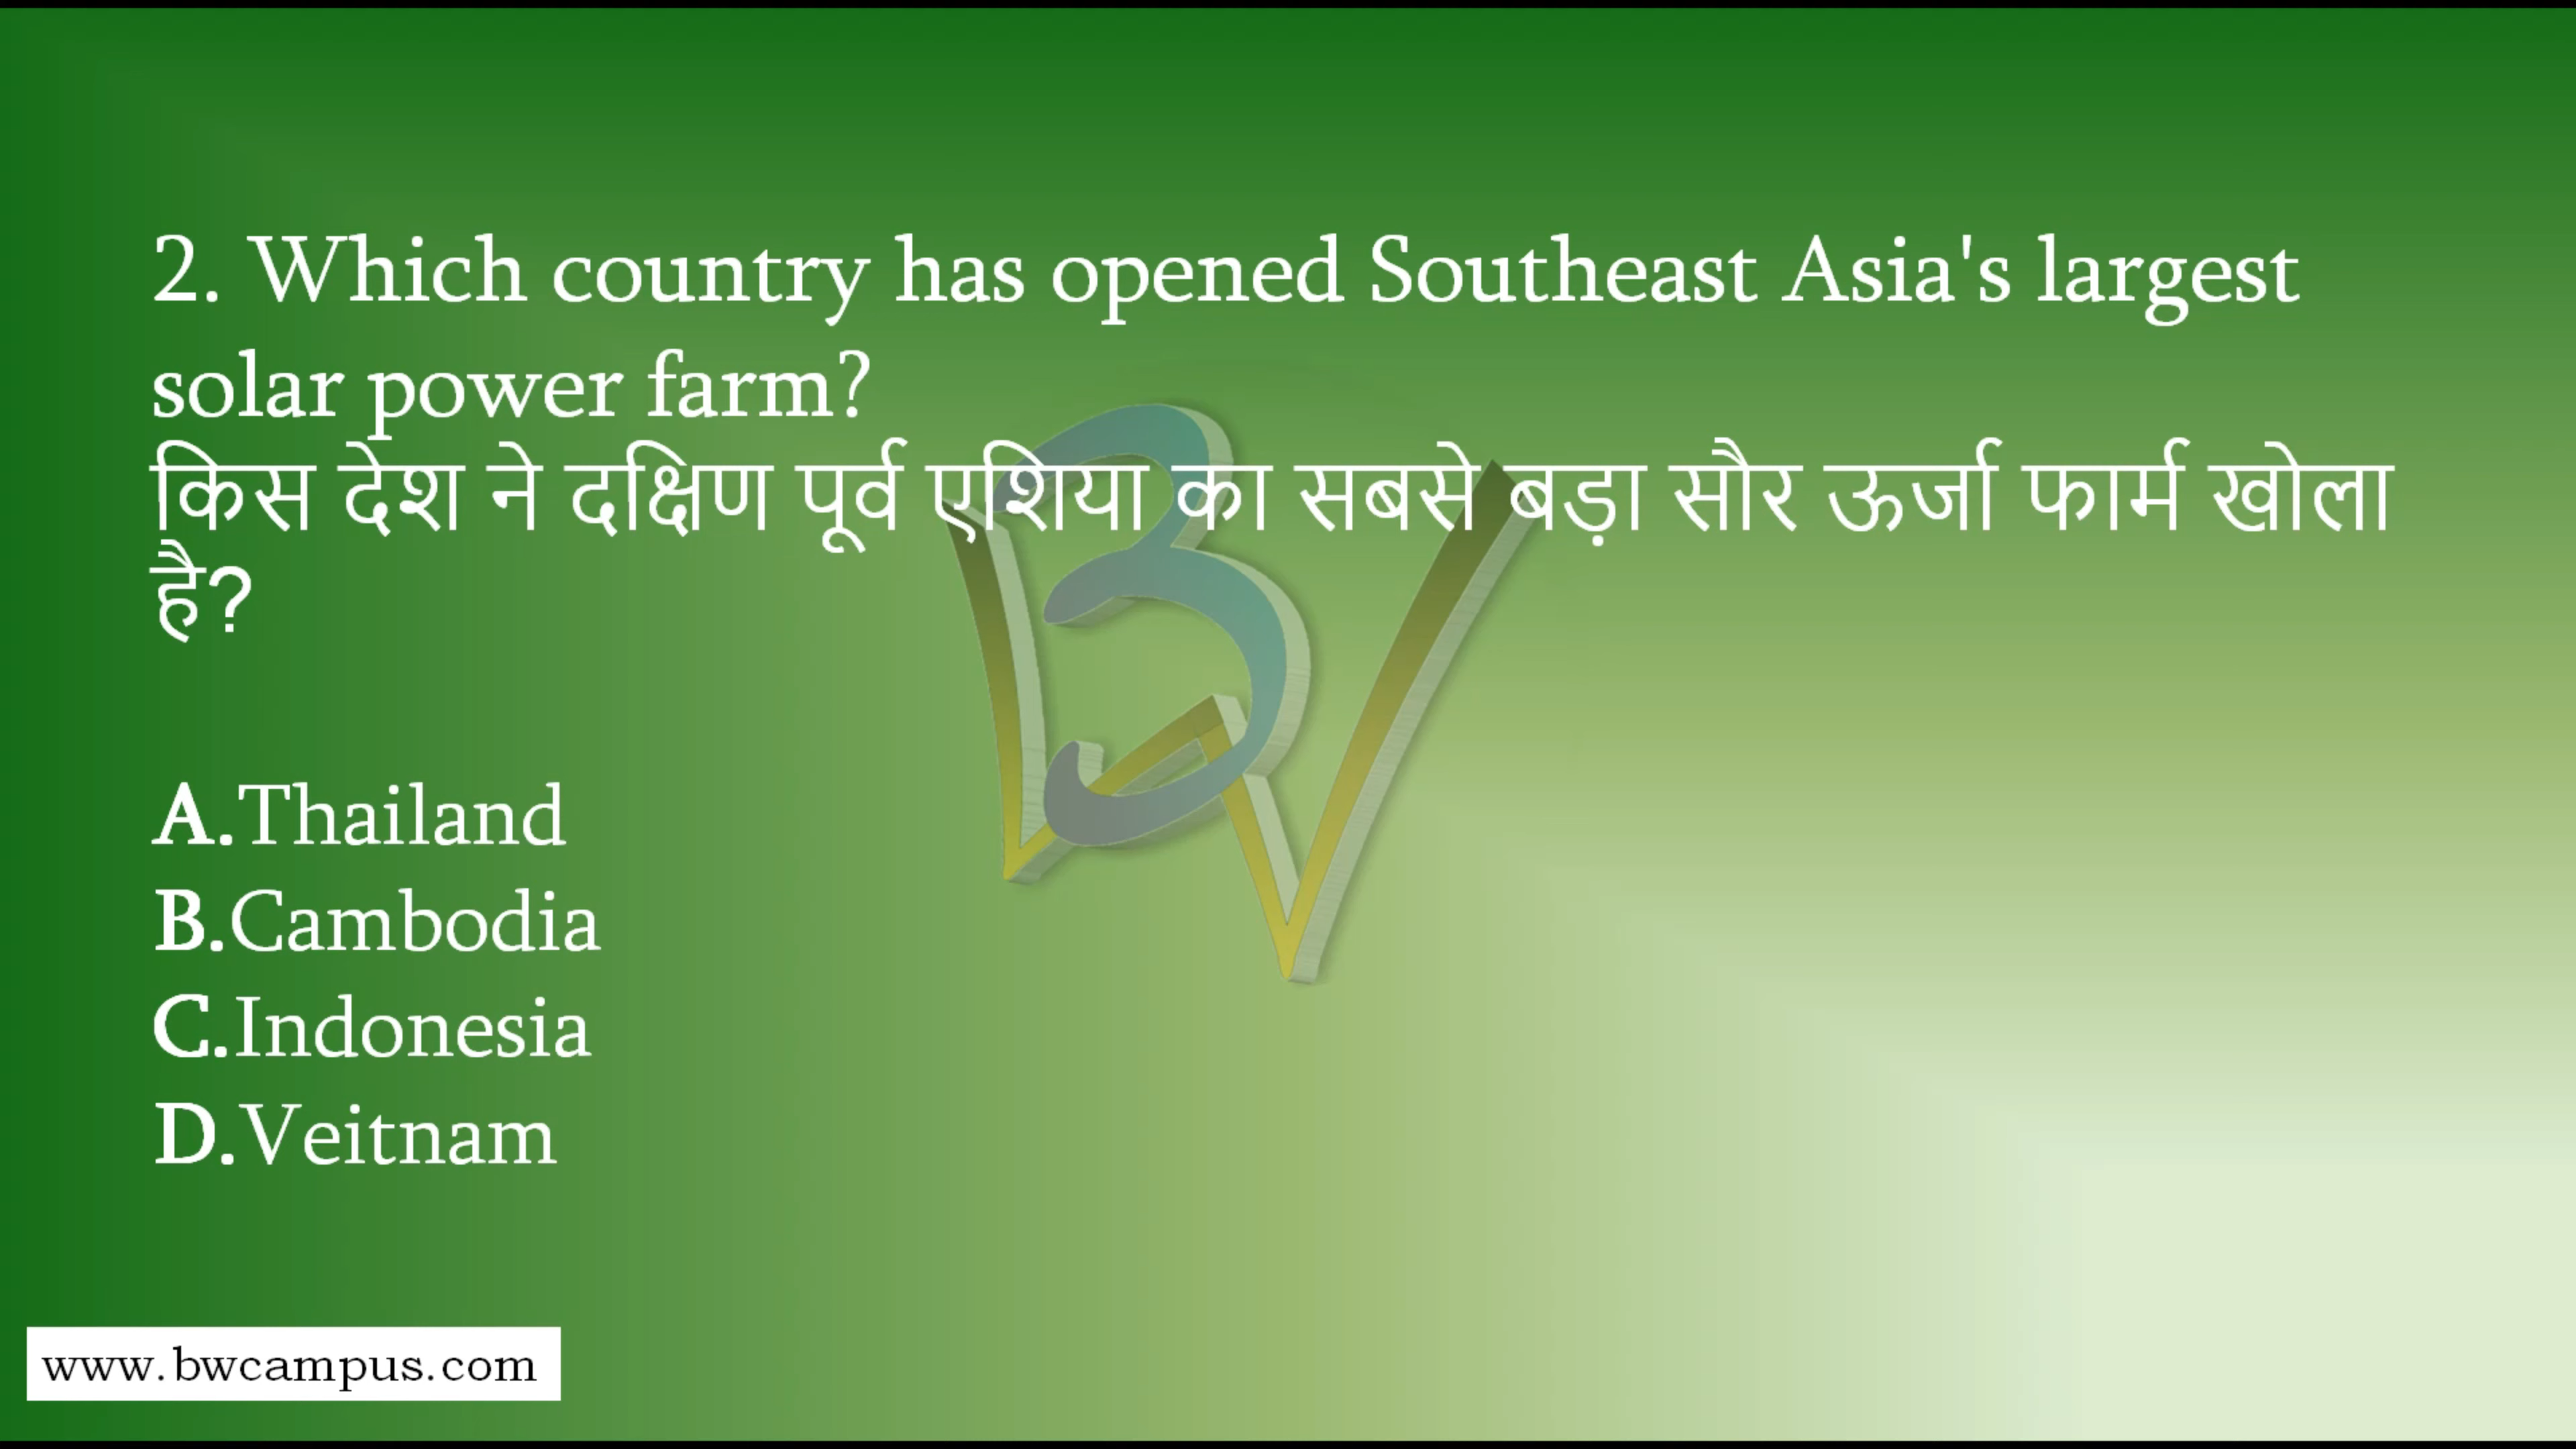 2. Which country has opened Southeast Asia's largest
solar power farm?
किस देश ने दक्षिण पूर्व एशिया का सबसे बड़ा सौर ऊर्जा फार्म खोला
है?
A.Thailand
B.Cambodia
C.Indonesia
D.Veitnam
www.bwcampus.com